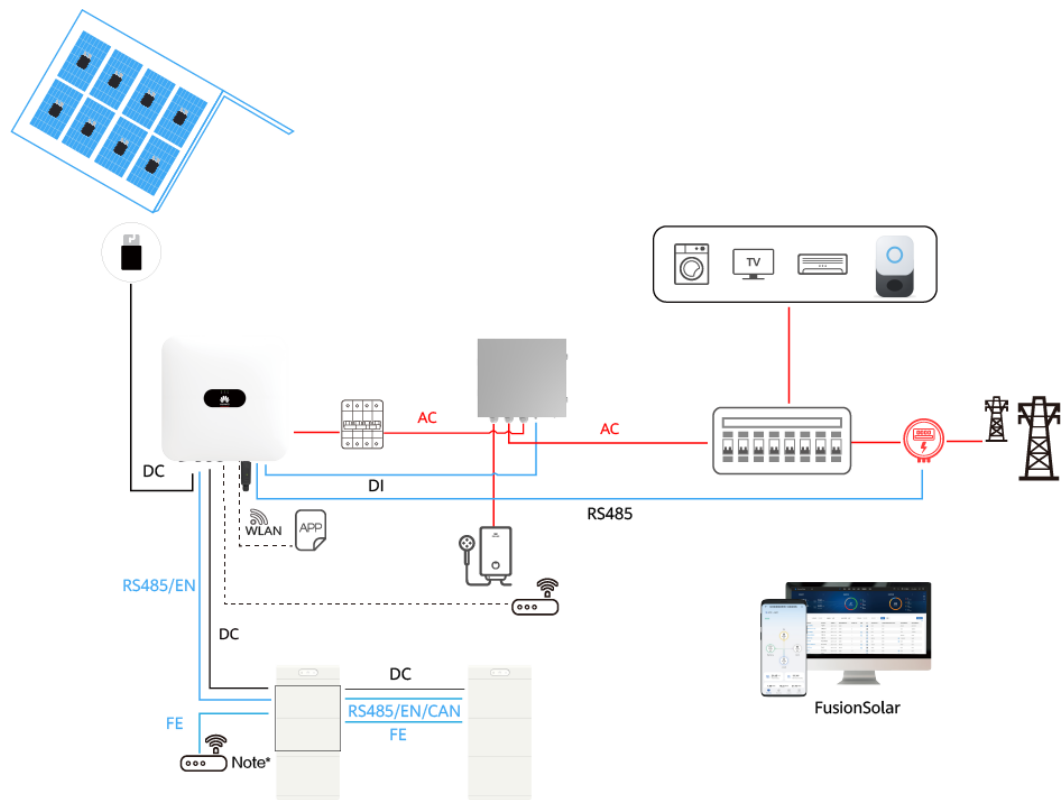 TV
AC
AC
DC
DI
RS485
WLAN
APP
RS485/EN
DC
DC
RS485/EN/CAN
FE
FE
Note*
FusionSolar